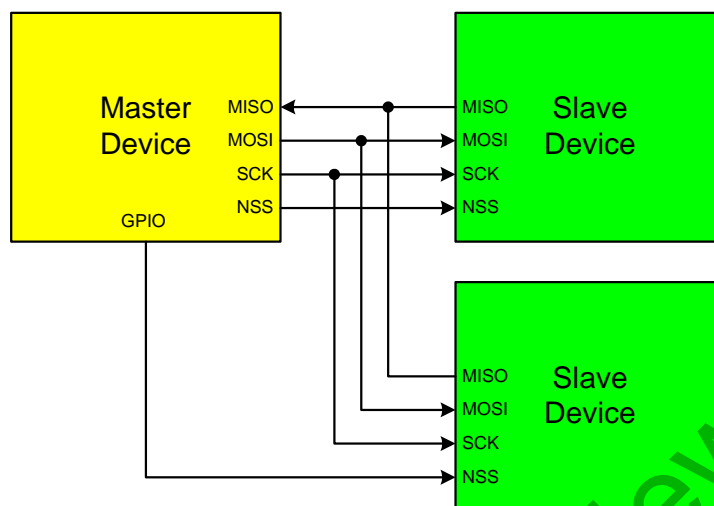 Master
Device
MISO
MOSI
SCK
NSS
GPIO
MISO
MOSI
SCK
NSS
Slave
Device
MISO
MOSI
SCK
NSS
Slave
Device